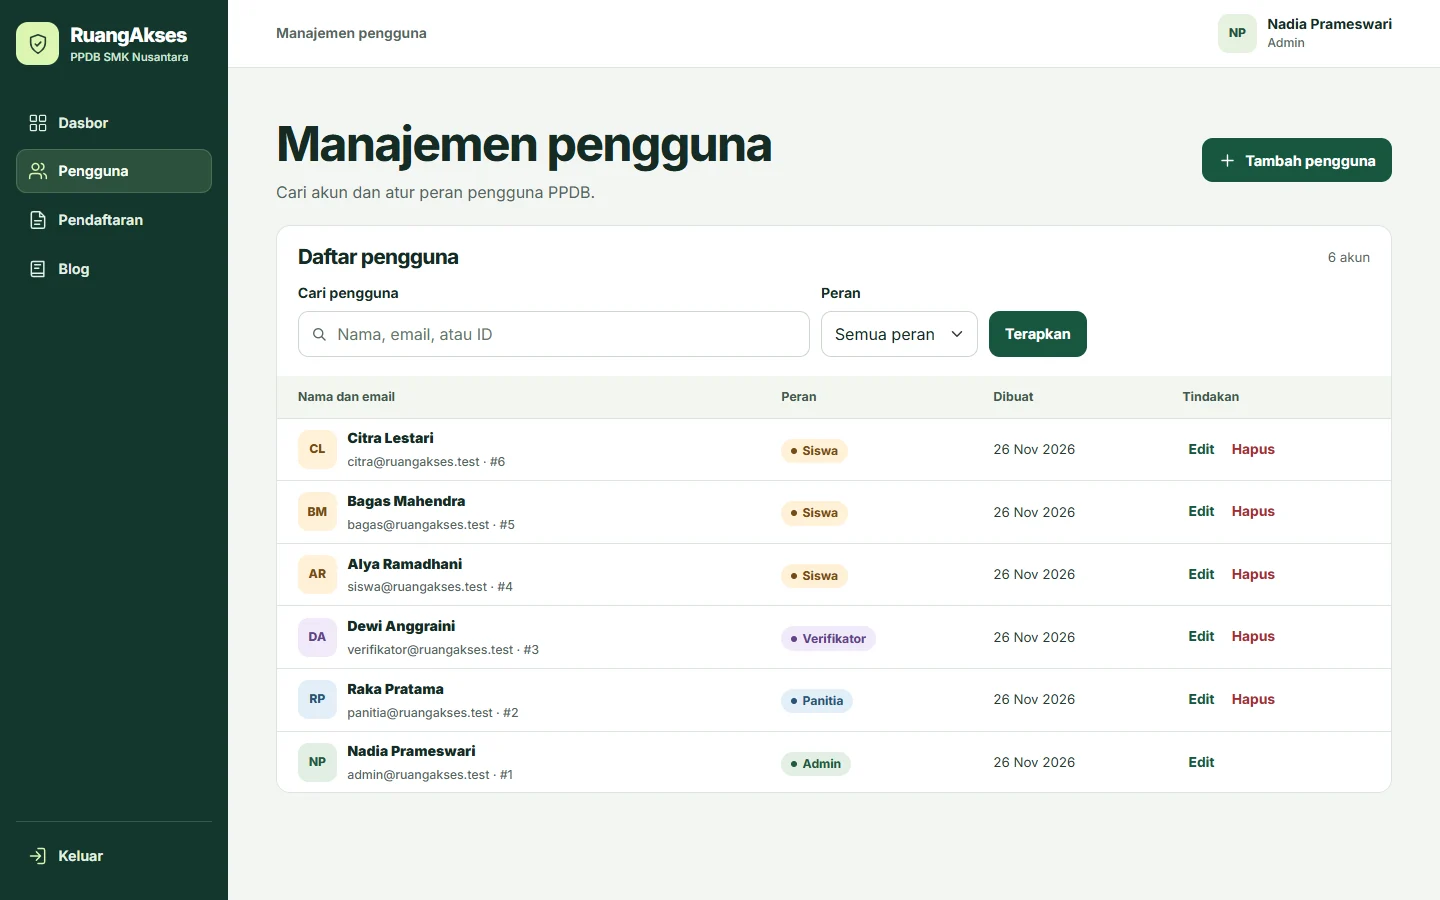 RuangAkses
PPDB SMK Nusantara
Dasbor
Pengguna
Pendaftaran
Blog
Keluar
Manajemen pengguna
NP
Nadia Prameswari
Admin
Manajemen pengguna
Cari akun dan atur peran pengguna PPDB.
Tambah pengguna
Daftar pengguna
6 akun
Cari pengguna
Peran
Nama, email, atau ID
Semua peran
Terapkan
Nama dan email Peran Dibuat Tindakan
CL
Citra Lestari
citra@ruangakses.test · #6
Siswa
26 Nov 2026
Edit Hapus
BM
Bagas Mahendra
bagas@ruangakses.test · #5
Siswa
26 Nov 2026
Edit Hapus
AR
Alya Ramadhani
siswa@ruangakses.test · #4
Siswa
26 Nov 2026
Edit Hapus
DA
Dewi Anggraini
verifikator@ruangakses.test · #3
Verifikator
26 Nov 2026
Edit Hapus
RP
Raka Pratama
panitia@ruangakses.test · #2
Panitia
26 Nov 2026
Edit Hapus
NP
Nadia Prameswari
admin@ruangakses.test · #1
Admin
26 Nov 2026
Edit